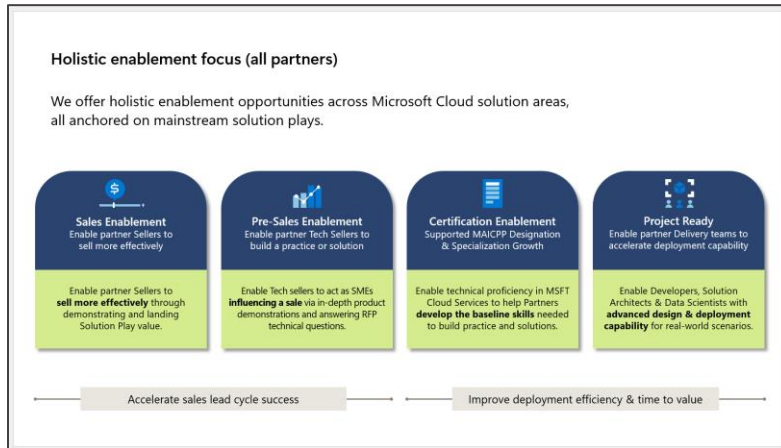 Holistic enablement focus (all partners)
We offer holistic enablement opportunities across Microsoft Cloud solution areas,
all anchored on mainstream solution plays.
$
Sales Enablement
Enable partner Sellers to
sell more effectively
Enable partner Sellers to
sell more effectively through
demonstrating and landing
Solution Play value.
Pre-Sales Enablement
Enable partner Tech Sellers to
build a practice or solution
Enable Tech sellers to act as SMEs
influencing a sale via in-depth product
demonstrations and answering RFP
technical questions.
Certification Enablement
Supported MAICPP Designation
& Specialization Growth
Enable technical proficiency in MSFT
Cloud Services to help Partners
develop the baseline skills needed
to build practice and solutions.
Project Ready
Enable partner Delivery teams to
accelerate deployment capability
Enable Developers, Solution
Architects & Data Scientists with
advanced design & deployment
capability for real-world scenarios.
Accelerate sales lead cycle success
Improve deployment efficiency & time to value